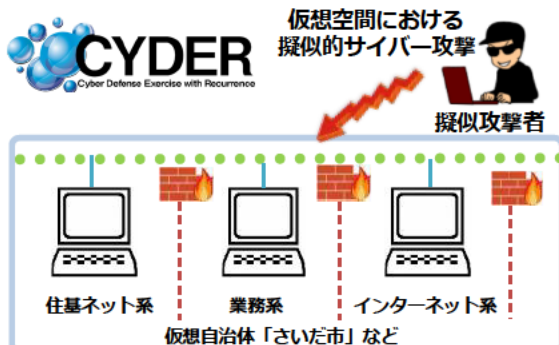 CYDER
Cyber Defense Exercise with Recurrence
仮想空間における
擬似的サイバー攻撃
擬似攻撃者
住基ネット系
業務系
インターネット系
仮想自治体「さいだ市」など